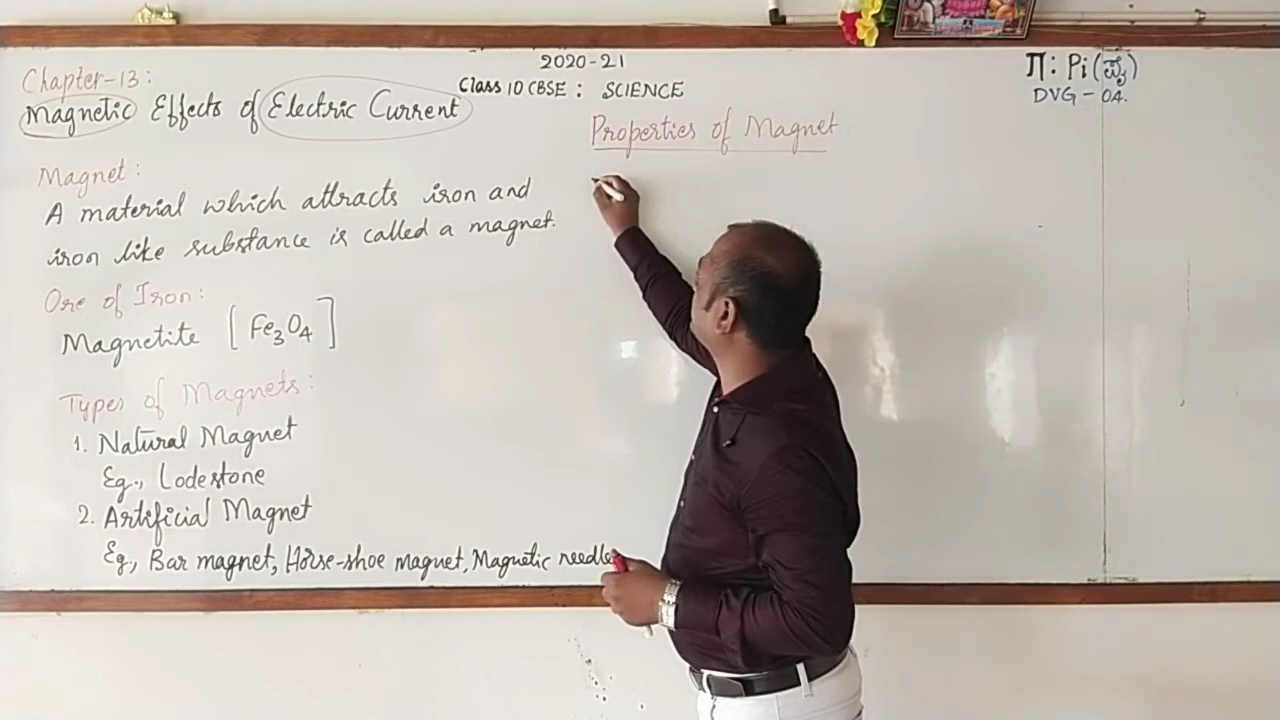 2020-21
Class 10 CBSE : SCIENCE
Π: Pi (ಪೈ)
DVG - 04.
Chapter-13:
Magnetic Effects of Electric Current
Magnet:
A material which attracts iron and
iron like substance is called a magnet.
Ore of Iron:
Magnetite [Fe₃O₄]
Types of Magnets:
1. Natural Magnet
Eg., Lodestone
2. Artificial Magnet
Eg., Bar magnet, Horse-shoe magnet, Magnetic needle
Properties of Magnet